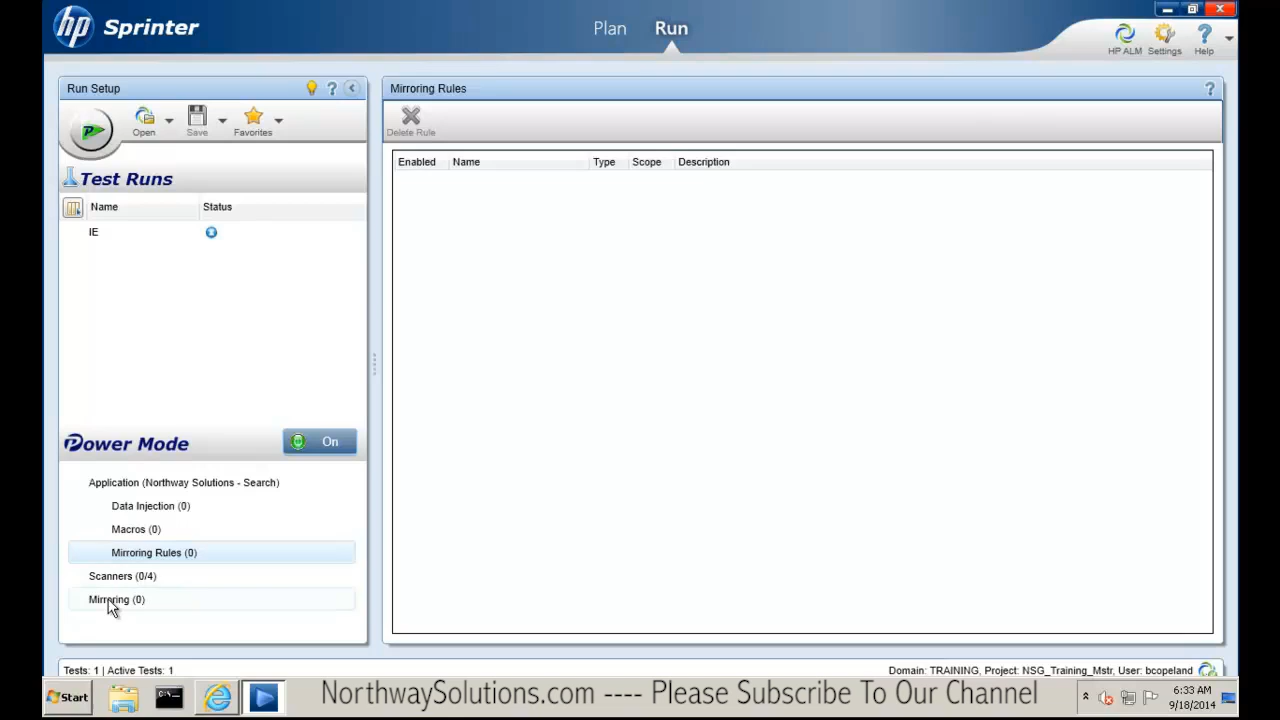 hp Sprinter
Plan Run
HP ALM Settings Help
Run Setup
Open Save Favorites
Test Runs
Name Status
IE
Power Mode On
Application (Northway Solutions - Search)
Data Injection (0)
Macros (0)
Mirroring Rules (0)
Scanners (0/4)
Mirroring (0)
Mirroring Rules
Delete Rule
Enabled Name Type Scope Description
Tests: 1 | Active Tests: 1
Domain: TRAINING, Project: NSG_Training_Mstr, User: bcopeland
Start
NorthwaySolutions.com ---- Please Subscribe To Our Channel
6:33 AM
9/18/2014